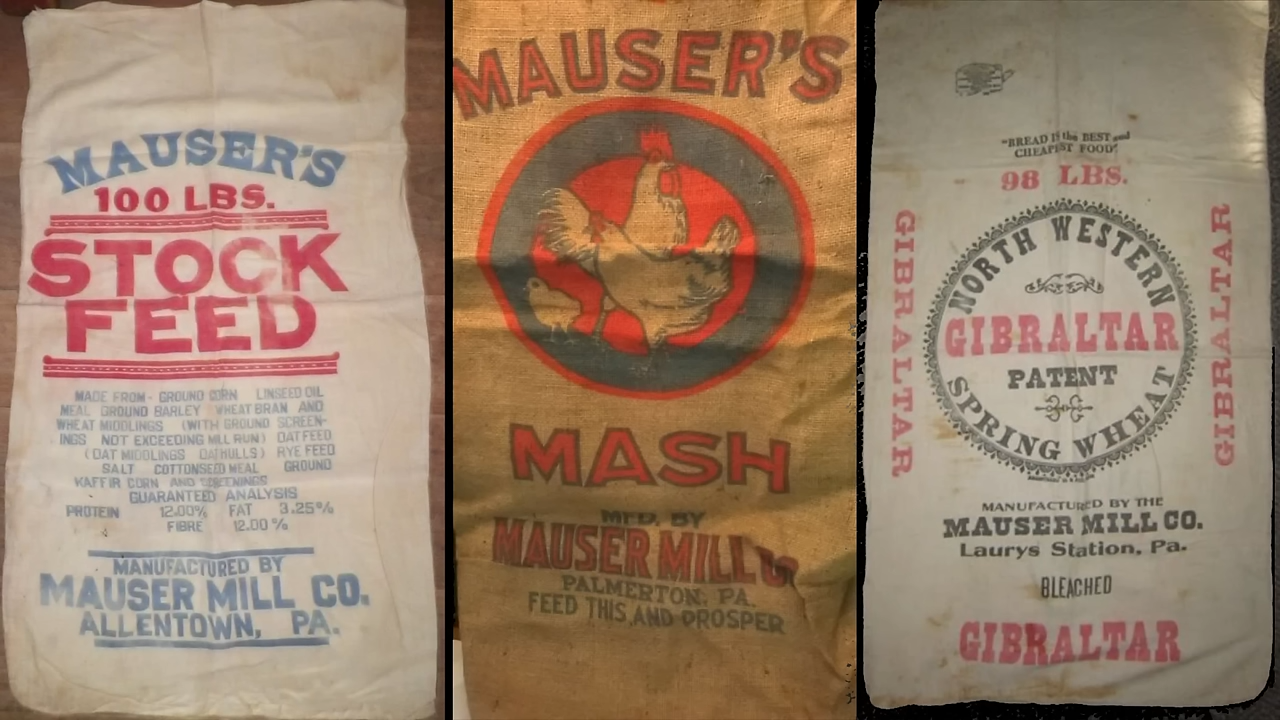 MAUSER'S
100 LBS.
STOCK
FEED
MADE FROM - GROUND CORN LINSEED OIL
MEAL GROUND BARLEY WHEAT BRAN AND
WHEAT MIDDLINGS (WITH GROUND SCREEN-
INGS NOT EXCEEDING MILL RUN) OAT FEED
(OAT MIDDLINGS OAT HULLS) RYE FEED
SALT COTTONSEED MEAL GROUND
KAFFIR CORN AND SCREENINGS
GUARANTEED ANALYSIS
PROTEIN 12.00% FAT 3.25%
FIBRE 12.00%
MANUFACTURED BY
MAUSER MILL CO.
ALLENTOWN, PA.
MAUSER'S
MASH
MFD. BY
MAUSER MILL Co
PALMERTON, PA.
FEED THIS AND PROSPER
"BREAD IS the BEST and
CHEAPEST FOOD"
98 LBS.
GIBRALTAR
NORTH WESTERN
GIBRALTAR
PATENT
SPRING WHEAT
GIBRALTAR
MANUFACTURED BY THE
MAUSER MILL CO.
Laurys Station, Pa.
BLEACHED
GIBRALTAR